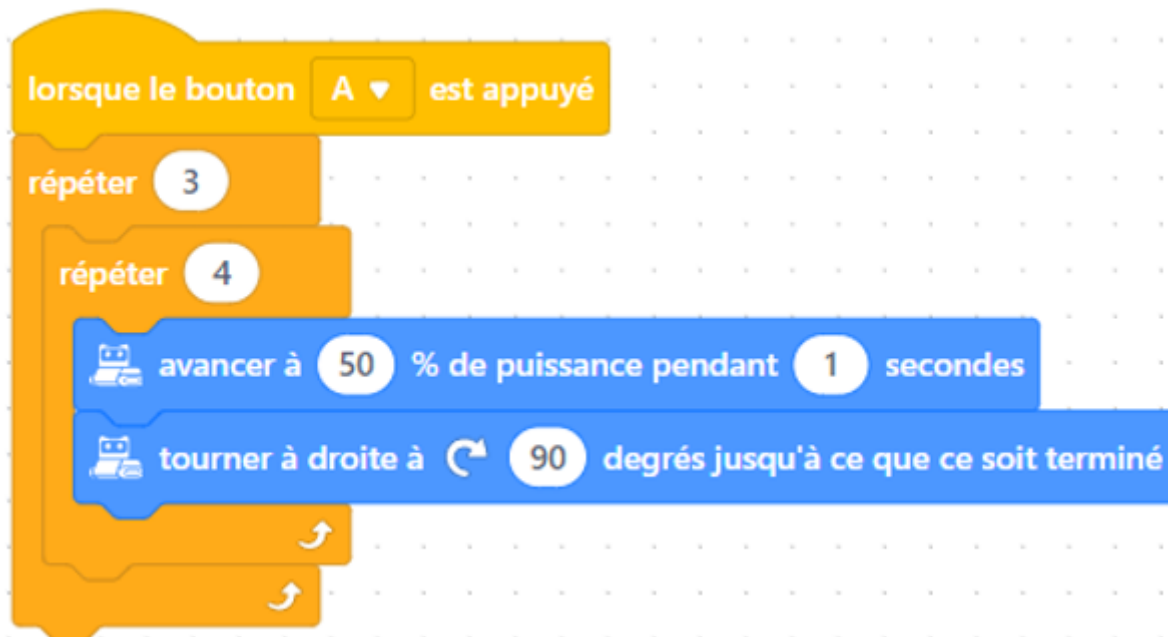 lorsque le bouton A est appuyé
répéter 3
répéter 4
avancer à 50 % de puissance pendant 1 secondes
tourner à droite à 90 degrés jusqu'à ce que ce soit terminé